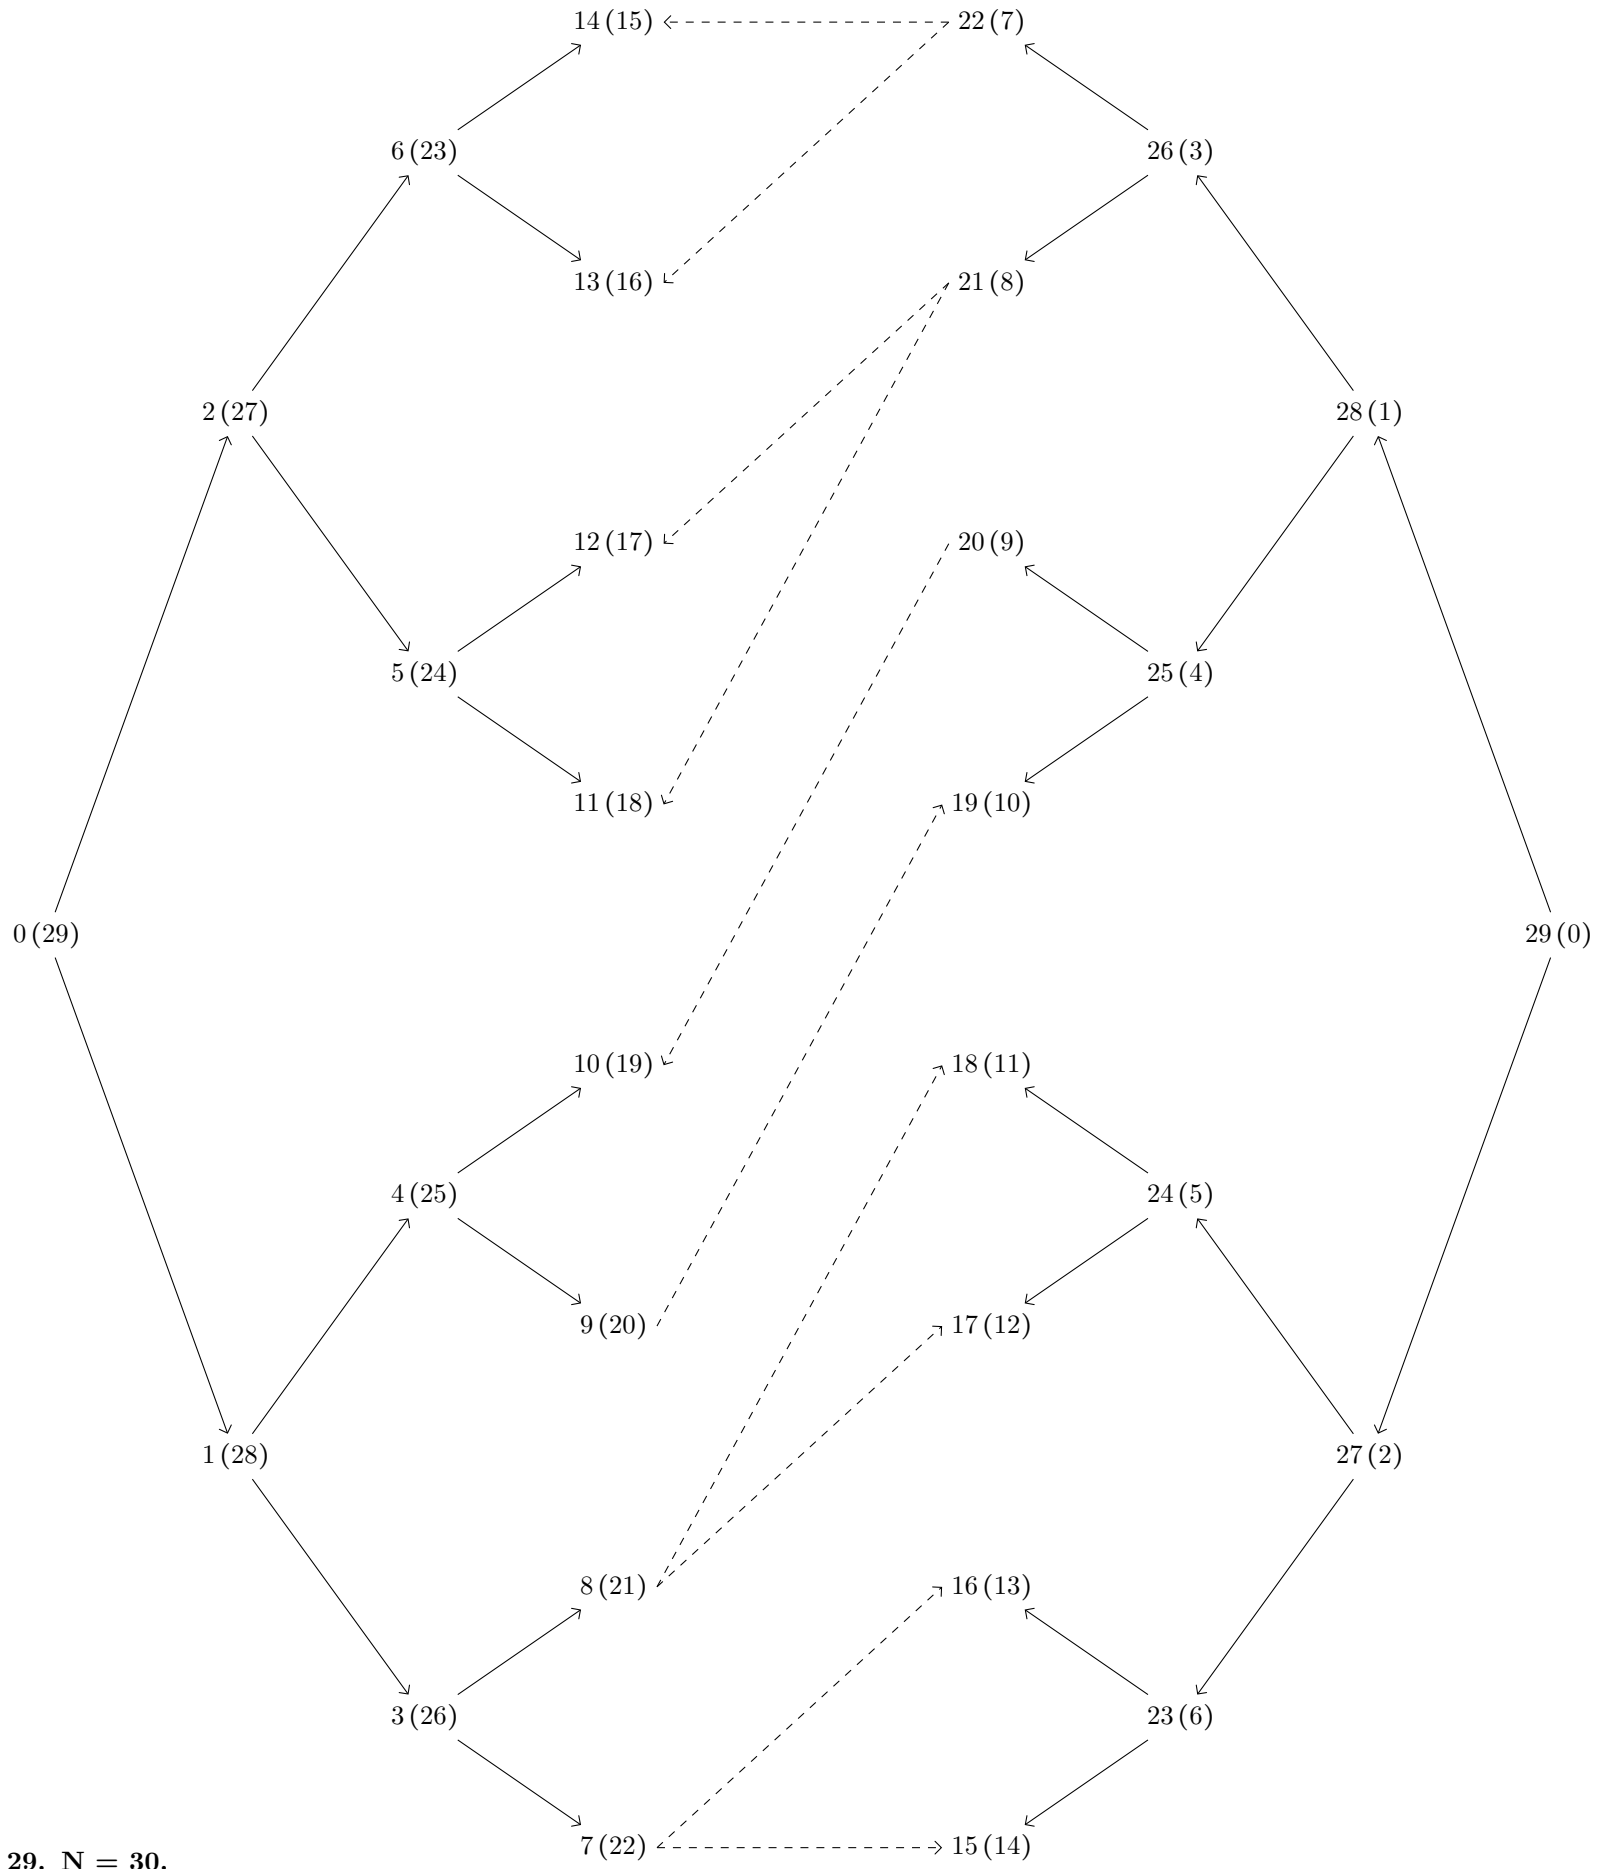 14 (15) 22 (7)
6 (23) 26 (3)
13 (16) 21 (8)
2 (27) 28 (1)
12 (17) 20 (9)
5 (24) 25 (4)
11 (18) 19 (10)
0 (29) 29 (0)
10 (19) 18 (11)
4 (25) 24 (5)
9 (20) 17 (12)
1 (28) 27 (2)
8 (21) 16 (13)
3 (26) 23 (6)
7 (22) 15 (14)
29. N = 30.